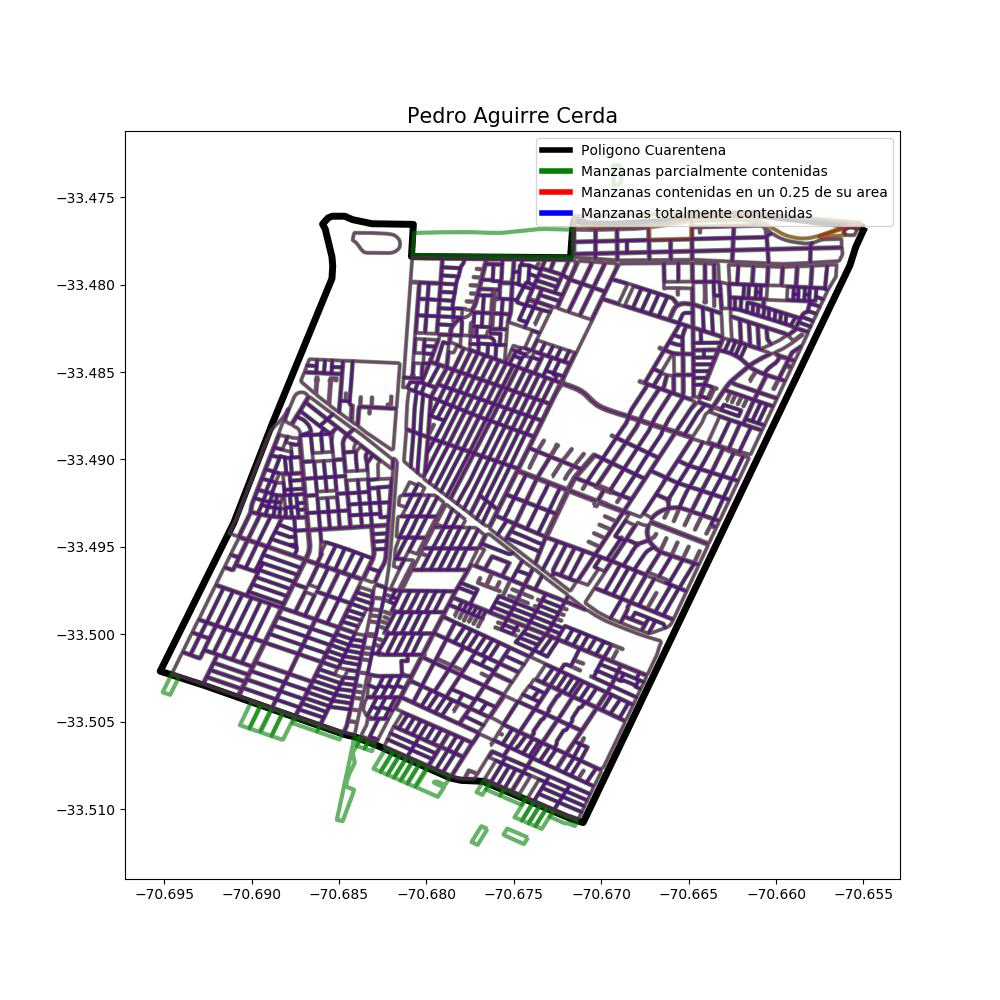 Pedro Aguirre Cerda
Poligono Cuarentena
Manzanas parcialmente contenidas
Manzanas contenidas en un 0.25 de su area
Manzanas totalmente contenidas
−33.475
−33.480
−33.485
−33.490
−33.495
−33.500
−33.505
−33.510
−70.695 −70.690 −70.685 −70.680 −70.675 −70.670 −70.665 −70.660 −70.655